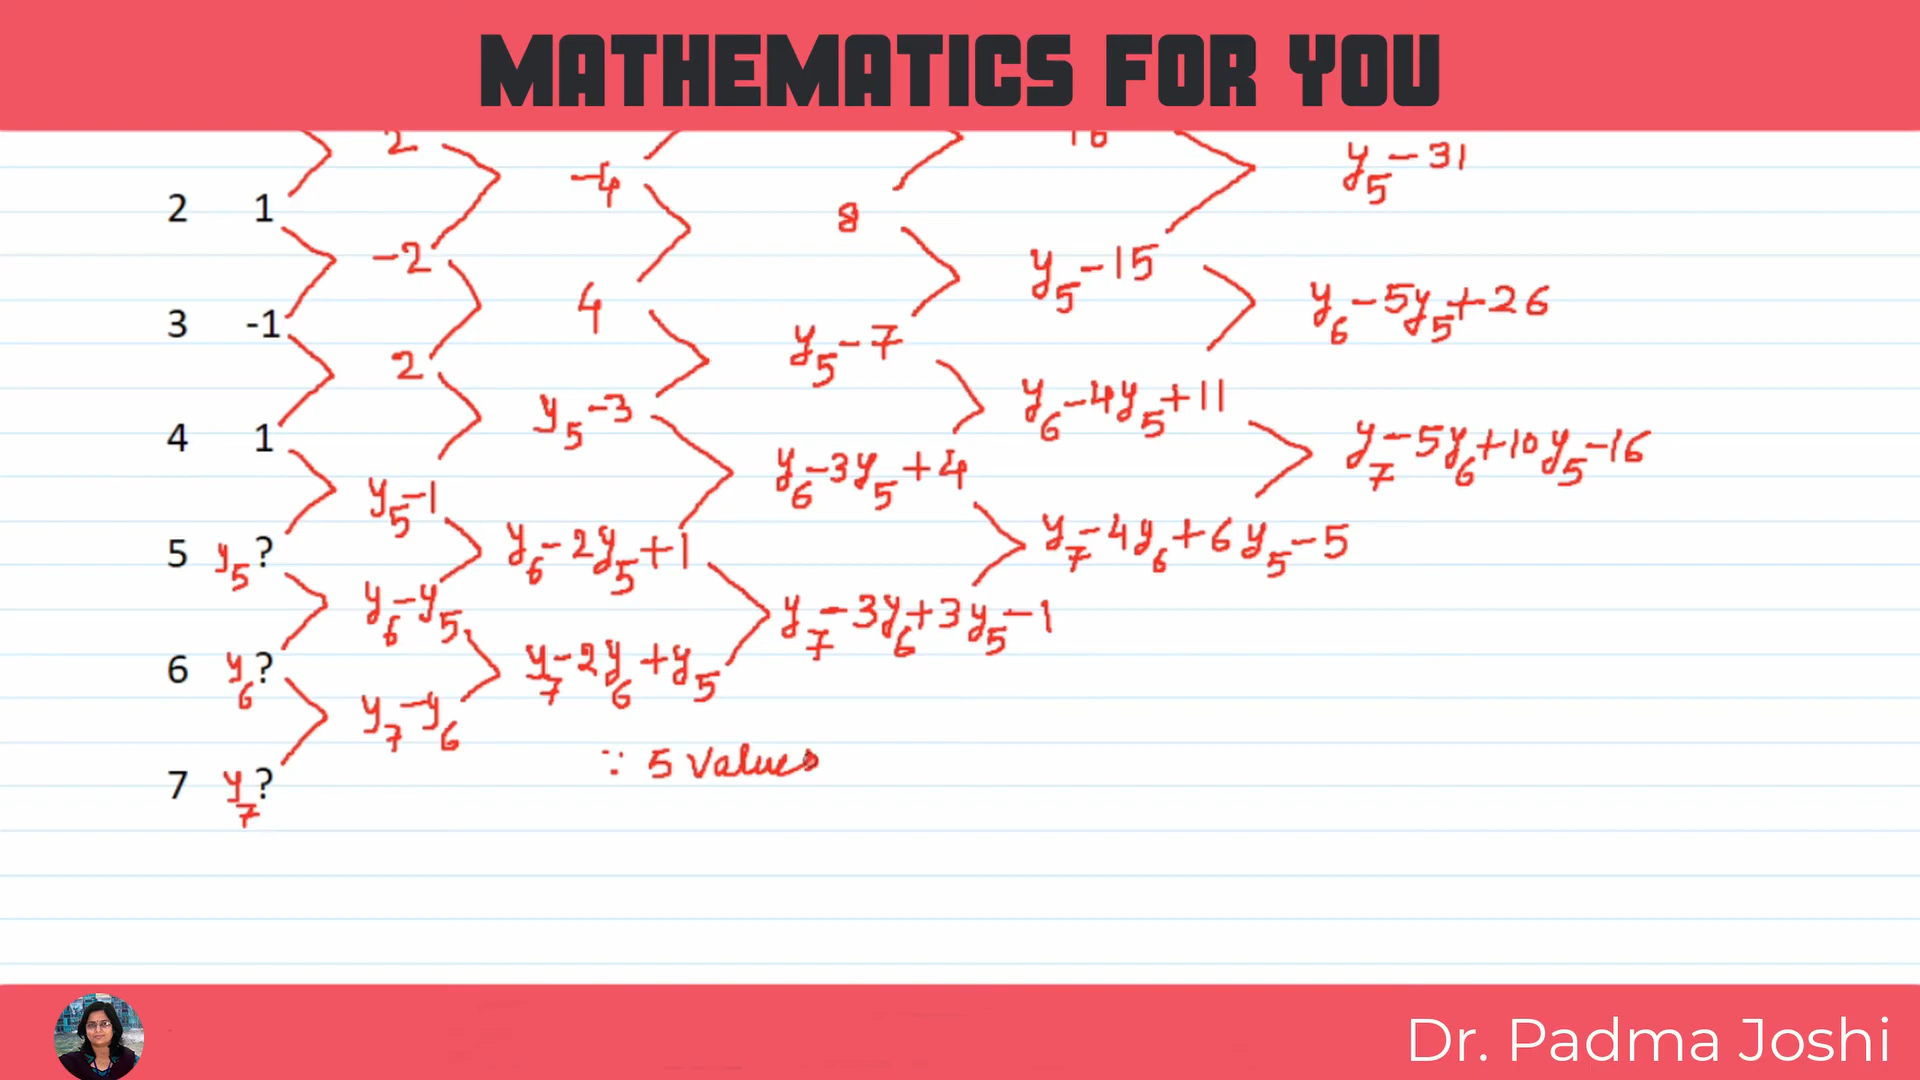 MATHEMATICS FOR YOU
2 16 y₅-31
-4
2 1 8
-2 y₅-15
4 y₆-5y₅+26
3 -1 y₅-7
2 y₅-3 y₆-4y₅+11
4 1 y₆-3y₅+4 y₇-5y₆+10y₅-16
y₅-1
5 y₅? y₆-2y₅+1 y₇-4y₆+6y₅-5
y₆-y₅ y₇-3y₆+3y₅-1
6 y₆? y₇-2y₆+y₅
y₇-y₆
7 y₇? ∵ 5 values
Dr. Padma Joshi